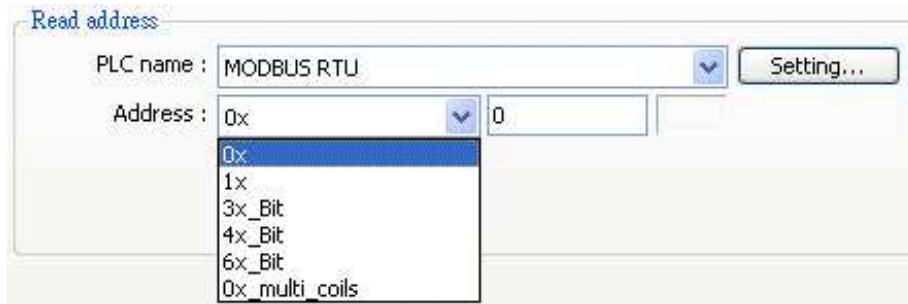 Read address
PLC name : MODBUS RTU Setting...
Address : 0x 0
0x
1x
3x_Bit
4x_Bit
6x_Bit
0x_multi_coils